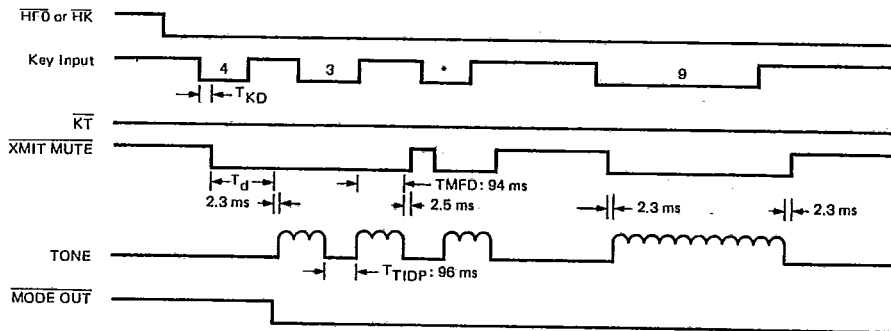 HFO or HK
Key Input
4 3 * 9
TKD
KT
XMIT MUTE
Td TMFD: 94 ms
2.3 ms 2.5 ms 2.3 ms 2.3 ms
TONE
TTIDP: 96 ms
MODE OUT